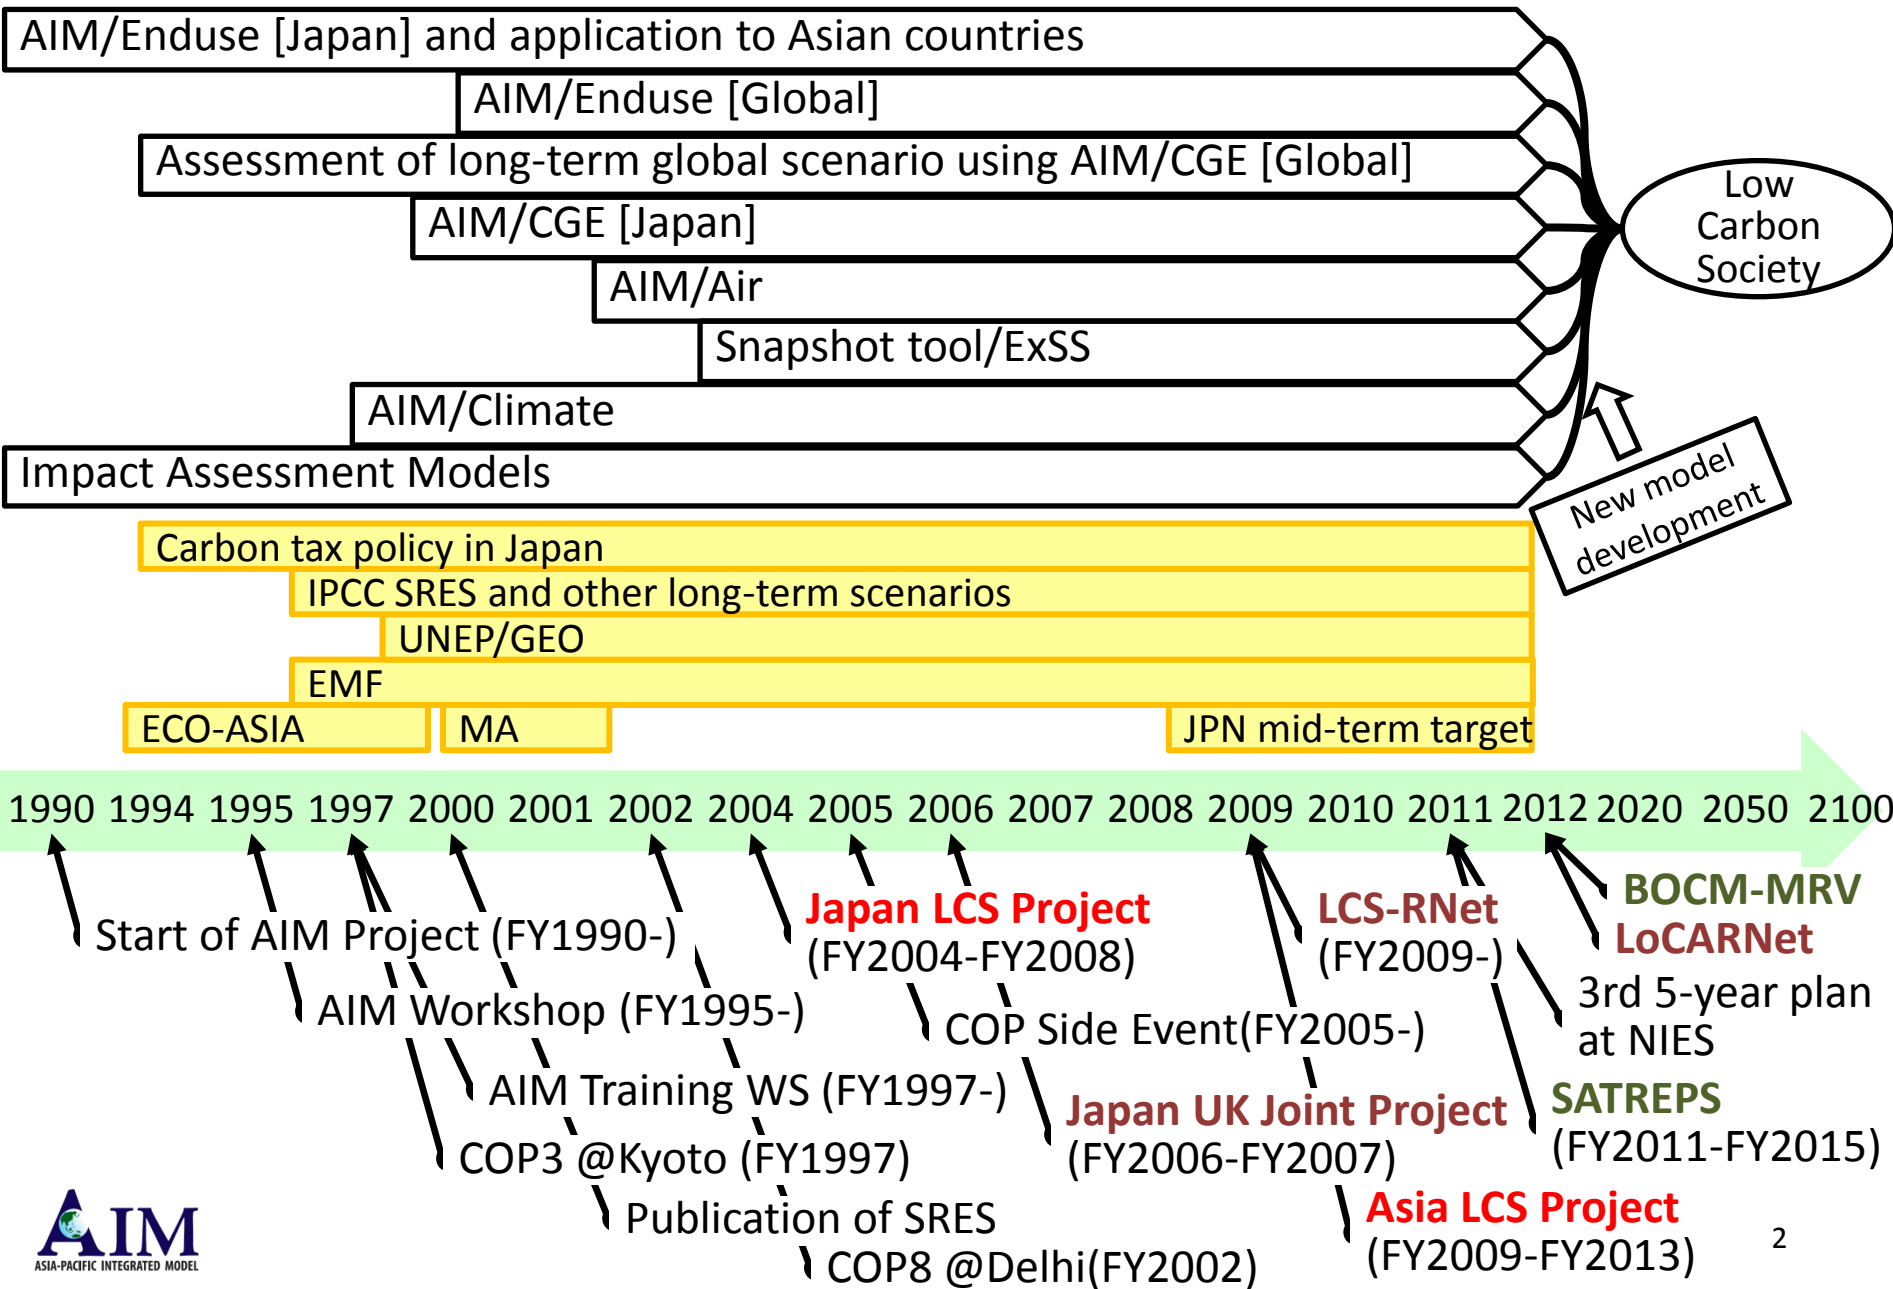 AIM/Enduse [Japan] and application to Asian countries
AIM/Enduse [Global]
Assessment of long-term global scenario using AIM/CGE [Global]
AIM/CGE [Japan]
AIM/Air
Snapshot tool/ExSS
AIM/Climate
Impact Assessment Models
Low
Carbon
Society
New model
development
Carbon tax policy in Japan
IPCC SRES and other long-term scenarios
UNEP/GEO
EMF
ECO-ASIA
MA
JPN mid-term target
1990 1994 1995 1997 2000 2001 2002 2004 2005 2006 2007 2008 2009 2010 2011 2012 2020 2050 2100
Start of AIM Project (FY1990-)
AIM Workshop (FY1995-)
AIM Training WS (FY1997-)
COP3 @Kyoto (FY1997)
Publication of SRES
COP8 @Delhi(FY2002)
Japan LCS Project
(FY2004-FY2008)
COP Side Event(FY2005-)
Japan UK Joint Project
(FY2006-FY2007)
LCS-RNet
(FY2009-)
Asia LCS Project
(FY2009-FY2013)
BOCM-MRV
LoCARNet
3rd 5-year plan
at NIES
SATREPS
(FY2011-FY2015)
AIM
ASIA-PACIFIC INTEGRATED MODEL
2